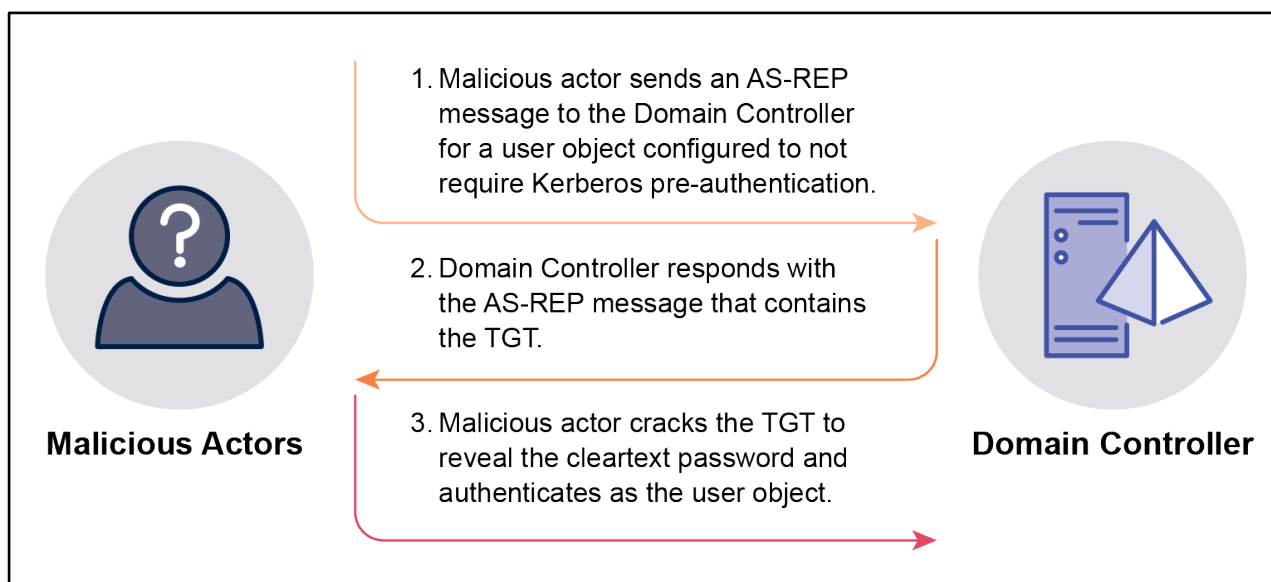 1. Malicious actor sends an AS-REP
message to the Domain Controller
for a user object configured to not
require Kerberos pre-authentication.
2. Domain Controller responds with
the AS-REP message that contains
the TGT.
3. Malicious actor cracks the TGT to
reveal the cleartext password and
authenticates as the user object.
?
Malicious Actors
Domain Controller